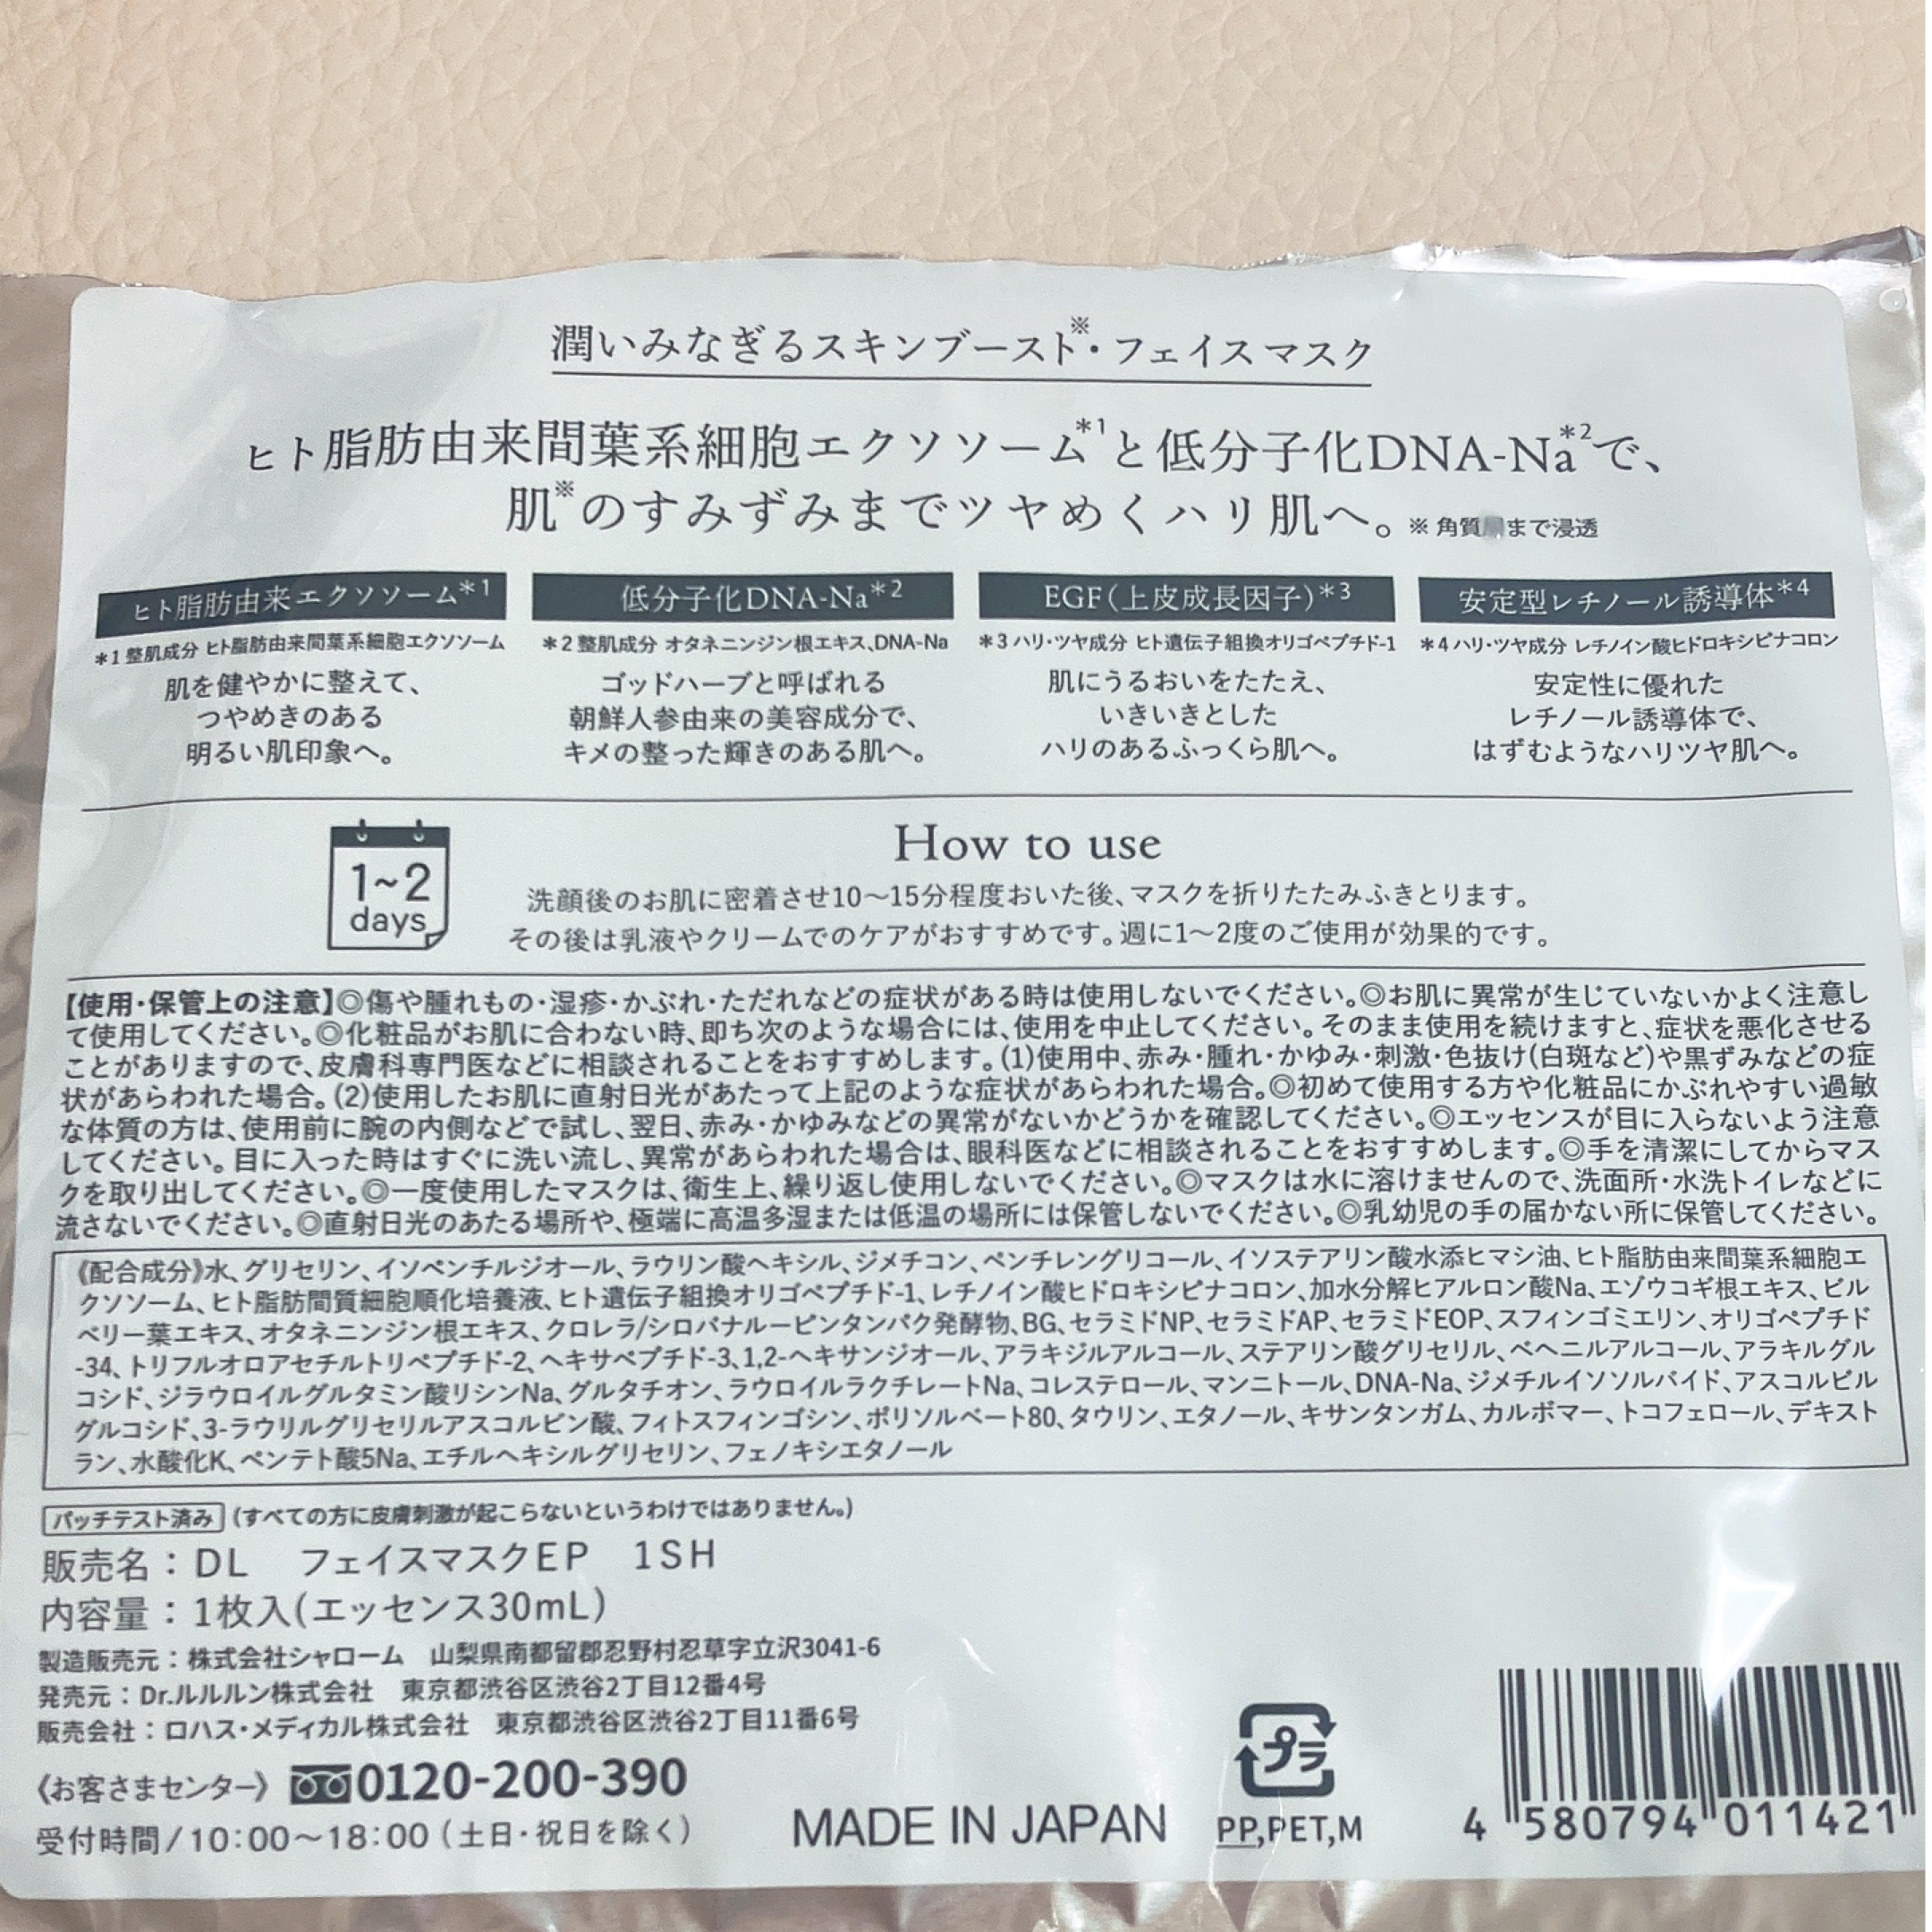 潤いみなぎるスキンブースト※・フェイスマスク
ヒト脂肪由来間葉系細胞エクソソーム*1と低分子化DNA-Na*2で、
肌※のすみずみまでツヤめくハリ肌へ。※角質まで浸透
ヒト脂肪由来エクソソーム*1
*1 整肌成分 ヒト脂肪由来間葉系細胞エクソソーム
肌を健やかに整えて、
つやめきのある
明るい肌印象へ。
低分子化DNA-Na*2
*2 整肌成分 オタネニンジン根エキス、DNA-Na
ゴッドハーブと呼ばれる
朝鮮人参由来の美容成分で、
キメの整った輝きのある肌へ。
EGF(上皮成長因子)*3
*3 ハリ・ツヤ成分 ヒト遺伝子組換オリゴペプチド-1
肌にうるおいをたたえ、
いきいきとした
ハリのあるふっくら肌へ。
安定型レチノール誘導体*4
*4 ハリ・ツヤ成分 レチノイン酸ヒドロキシピナコロン
安定性に優れた
レチノール誘導体で、
はずむようなハリツヤ肌へ。
1~2
days
How to use
洗顔後のお肌に密着させ10～15分程度おいた後、マスクを折りたたみふきとります。
その後は乳液やクリームでのケアがおすすめです。週に1～2度のご使用が効果的です。
【使用・保管上の注意】◎傷や腫れもの・湿疹・かぶれ・ただれなどの症状がある時は使用しないでください。◎お肌に異常が生じていないかよく注意し
て使用してください。◎化粧品がお肌に合わない時、即ち次のような場合には、使用を中止してください。そのまま使用を続けますと、症状を悪化させる
ことがありますので、皮膚科専門医などに相談されることをおすすめします。(1)使用中、赤み・腫れ・かゆみ・刺激・色抜け(白斑など)や黒ずみなどの症
状があらわれた場合。(2)使用したお肌に直射日光があたって上記のような症状があらわれた場合。◎初めて使用する方や化粧品にかぶれやすい過敏
な体質の方は、使用前に腕の内側などで試し、翌日、赤み・かゆみなどの異常がないかどうかを確認してください。◎エッセンスが目に入らないよう注意
してください。目に入った時はすぐに洗い流し、異常があらわれた場合は、眼科医などに相談されることをおすすめします。◎手を清潔にしてからマス
クを取り出してください。◎一度使用したマスクは、衛生上、繰り返し使用しないでください。◎マスクは水に溶けませんので、洗面所・水洗トイレなどに
流さないでください。◎直射日光のあたる場所や、極端に高温多湿または低温の場所には保管しないでください。◎乳幼児の手の届かない所に保管してください。
《配合成分》水、グリセリン、イソペンチルジオール、ラウリン酸ヘキシル、ジメチコン、ペンチレングリコール、イソステアリン酸水添ヒマシ油、ヒト脂肪由来間葉系細胞エ
クソソーム、ヒト脂肪間質細胞順化培養液、ヒト遺伝子組換オリゴペプチド-1、レチノイン酸ヒドロキシピナコロン、加水分解ヒアルロン酸Na、エゾウコギ根エキス、ビル
ベリー葉エキス、オタネニンジン根エキス、クロレラ/シロバナルーピンタンパク発酵物、BG、セラミドNP、セラミドAP、セラミドEOP、スフィンゴミエリン、オリゴペプチド
-34、トリフルオロアセチルトリペプチド-2、ヘキサペプチド-3、1,2-ヘキサンジオール、アラキジルアルコール、ステアリン酸グリセリル、ベヘニルアルコール、アラキルグル
コシド、ジラウロイルグルタミン酸リシンNa、グルタチオン、ラウロイルラクチレートNa、コレステロール、マンニトール、DNA-Na、ジメチルイソソルバイド、アスコルビル
グルコシド、3-ラウリルグリセリルアスコルビン酸、フィトスフィンゴシン、ポリソルベート80、タウリン、エタノール、キサンタンガム、カルボマー、トコフェロール、デキスト
ラン、水酸化K、ペンテト酸5Na、エチルヘキシルグリセリン、フェノキシエタノール
パッチテスト済み (すべての方に皮膚刺激が起こらないというわけではありません。)
販売名：DL フェイスマスクEP 1SH
内容量：1枚入(エッセンス30mL)
製造販売元：株式会社シャローム 山梨県南都留郡忍野村忍草字立沢3041-6
発売元：Dr.ルルルン株式会社 東京都渋谷区渋谷2丁目12番4号
販売会社：ロハス・メディカル株式会社 東京都渋谷区渋谷2丁目11番6号
《お客さまセンター》0120-200-390
受付時間/10:00～18:00(土日・祝日を除く)
MADE IN JAPAN
プラ
PP,PET,M
4 580794 011421